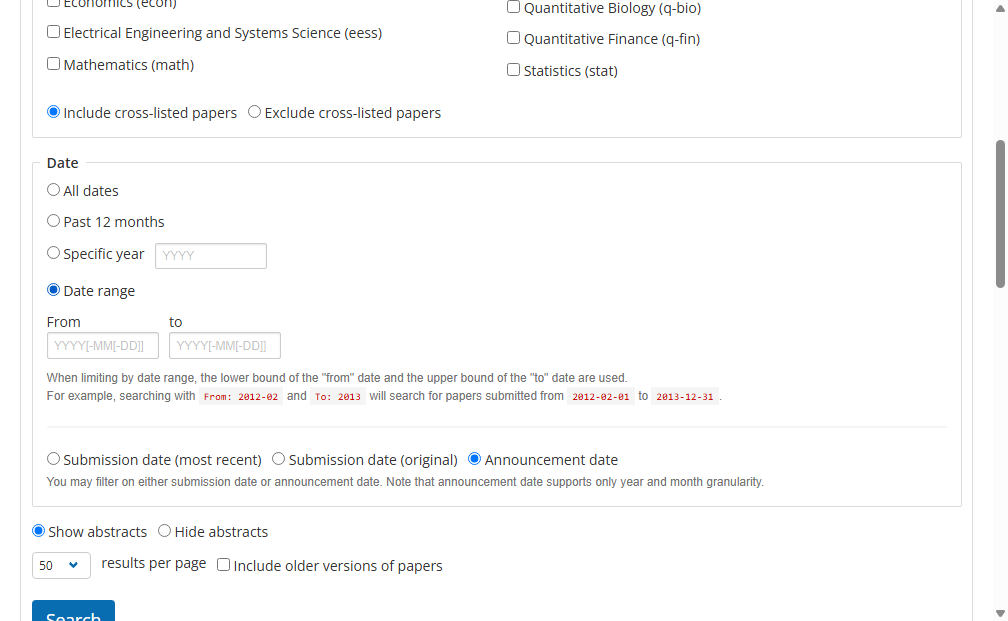 Economics (econ)
Quantitative Biology (q-bio)
Electrical Engineering and Systems Science (eess)
Quantitative Finance (q-fin)
Mathematics (math)
Statistics (stat)
Include cross-listed papers Exclude cross-listed papers
Date
All dates
Past 12 months
Specific year YYYY
Date range
From to
YYYY[-MM[-DD]] YYYY[-MM[-DD]]
When limiting by date range, the lower bound of the "from" date and the upper bound of the "to" date are used.
For example, searching with From: 2012-02 and To: 2013 will search for papers submitted from 2012-02-01 to 2013-12-31 .
Submission date (most recent) Submission date (original) Announcement date
You may filter on either submission date or announcement date. Note that announcement date supports only year and month granularity.
Show abstracts Hide abstracts
50 results per page Include older versions of papers
Search